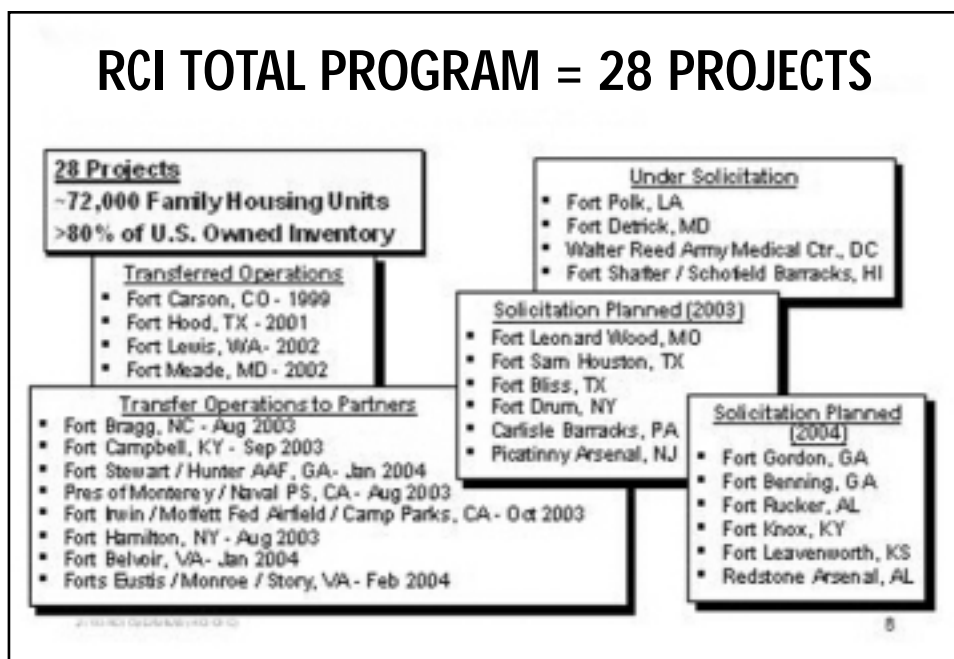 RCI TOTAL PROGRAM = 28 PROJECTS
28 Projects
~72,000 Family Housing Units
>80% of U.S. Owned Inventory
Transferred Operations
▪ Fort Carson, CO - 1999
▪ Fort Hood, TX - 2001
▪ Fort Lewis, WA- 2002
▪ Fort Meade, MD - 2002
Transfer Operations to Partners
▪ Fort Bragg, NC - Aug 2003
▪ Fort Campbell, KY - Sep 2003
▪ Fort Stewart / Hunter AAF, GA- Jan 2004
▪ Pres of Monterey / Naval PS, CA - Aug 2003
▪ Fort Irwin / Moffett Fed Airfield / Camp Parks, CA - Oct 2003
▪ Fort Hamilton, NY - Aug 2003
▪ Fort Belvoir, VA- Jan 2004
▪ Forts Eustis / Monroe / Story, VA - Feb 2004
Under Solicitation
▪ Fort Polk, LA
▪ Fort Detrick, MD
▪ Walter Reed Army Medical Ctr., DC
▪ Fort Shafter / Schofield Barracks, HI
Solicitation Planned (2003)
▪ Fort Leonard Wood, MO
▪ Fort Sam Houston, TX
▪ Fort Bliss, TX
▪ Fort Drum, NY
▪ Carlisle Barracks, PA
▪ Picatinny Arsenal, NJ
Solicitation Planned
(2004)
▪ Fort Gordon, GA
▪ Fort Benning, GA
▪ Fort Rucker, AL
▪ Fort Knox, KY
▪ Fort Leavenworth, KS
▪ Redstone Arsenal, AL
8